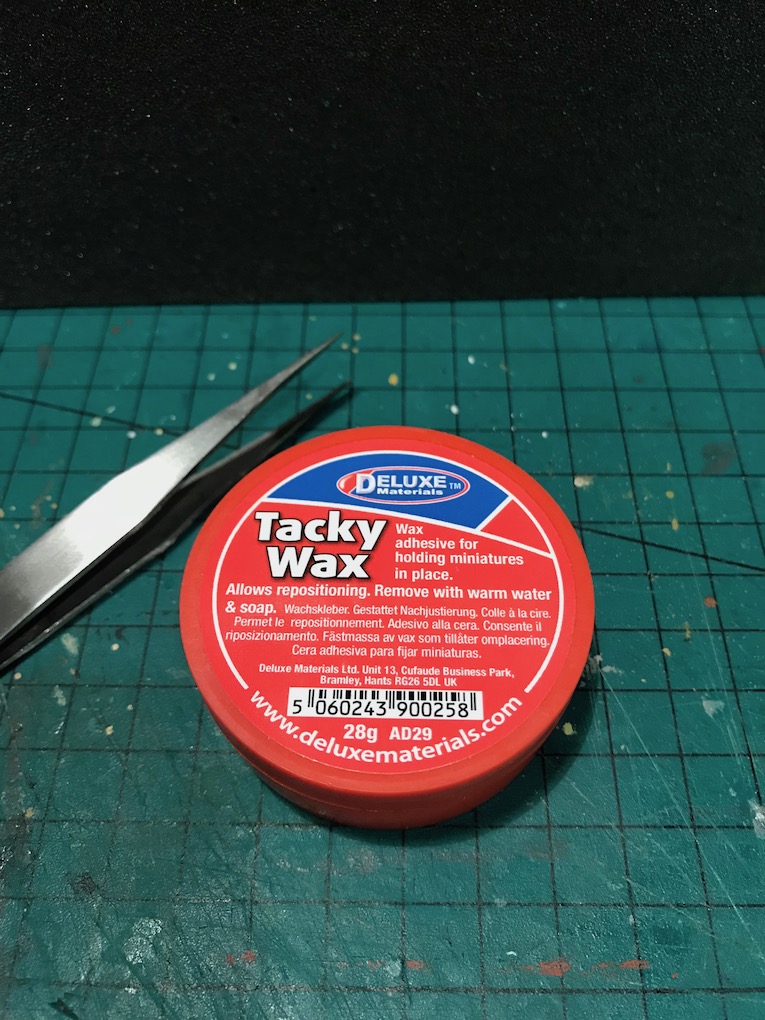 DELUXE™
Materials
Tacky
Wax
Wax
adhesive for
holding miniatures
in place.
Allows repositioning. Remove with warm water
& soap. Wachskleber. Gestattet Nachjustierung. Colle à la cire.
Permet le repositionnement. Adesivo alla cera. Consente il
riposizionamento. Fästmassa av vax som tillåter omplacering.
Cera adhesiva para fijar miniaturas.
Deluxe Materials Ltd. Unit 13, Cufaude Business Park,
Bramley, Hants RG26 5DL UK
5 060243 900258
28g AD29
www.deluxematerials.com